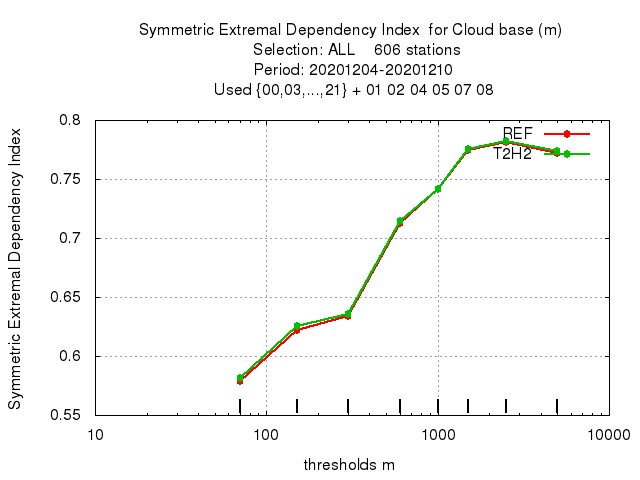 Symmetric Extremal Dependency Index  for Cloud base (m)
Selection: ALL    606 stations
Period: 20201204-20201210
Used {00,03,...,21} + 01 02 04 05 07 08
Symmetric Extremal Dependency Index
0.8
0.75
0.7
0.65
0.6
0.55
REF
T2H2
10 100 1000 10000
thresholds m